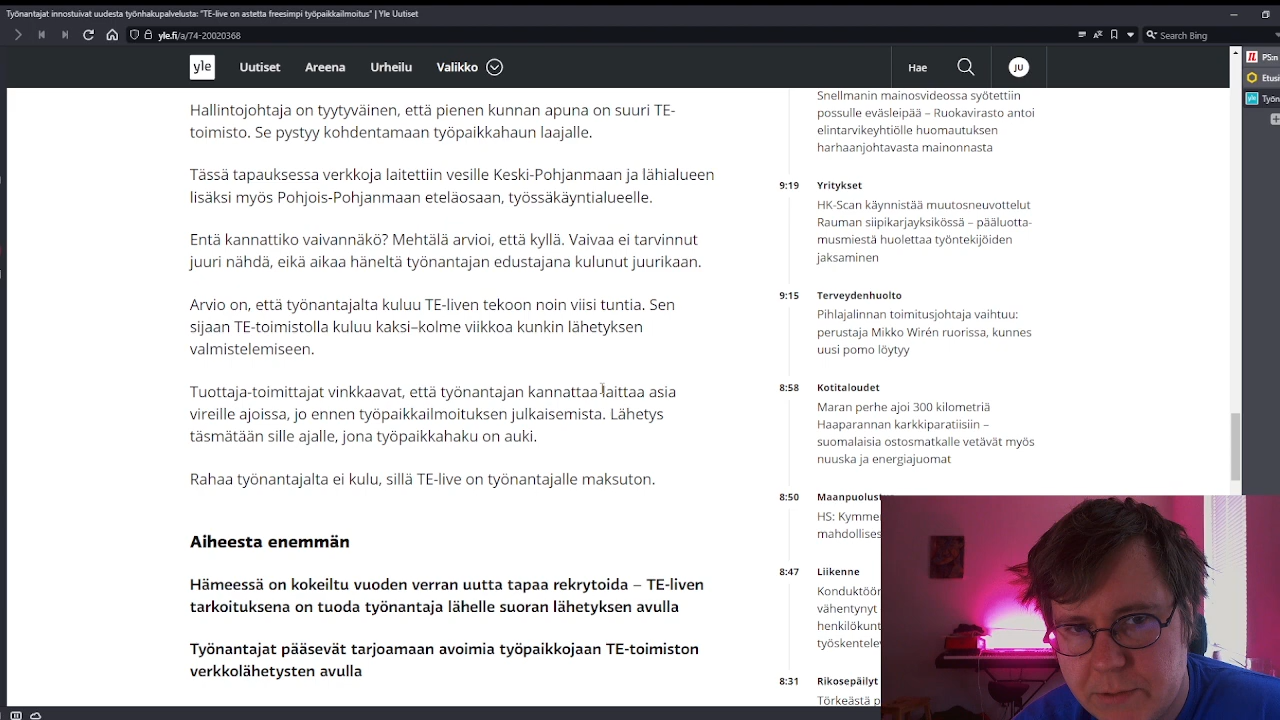 Työnantajat innostuivat uudesta työnhakupalvelusta: "TE-live on astetta freesimpi työpaikkailmoitus" | Yle Uutiset
yle.fi/a/74-20020368
Search Bing
yle
Uutiset
Areena
Urheilu
Valikko
Hae
JU
PS:n
Etusi
yle
Työn
Hallintojohtaja on tyytyväinen, että pienen kunnan apuna on suuri TE-
toimisto. Se pystyy kohdentamaan työpaikkahaun laajalle.
Tässä tapauksessa verkkoja laitettiin vesille Keski-Pohjanmaan ja lähialueen
lisäksi myös Pohjois-Pohjanmaan eteläosaan, työssäkäyntialueelle.
Entä kannattiko vaivannäkö? Mehtälä arvioi, että kyllä. Vaivaa ei tarvinnut
juuri nähdä, eikä aikaa häneltä työnantajan edustajana kulunut juurikaan.
Arvio on, että työnantajalta kuluu TE-liven tekoon noin viisi tuntia. Sen
sijaan TE-toimistolla kuluu kaksi–kolme viikkoa kunkin lähetyksen
valmistelemiseen.
Tuottaja-toimittajat vinkkaavat, että työnantajan kannattaa laittaa asia
vireille ajoissa, jo ennen työpaikkailmoituksen julkaisemista. Lähetys
täsmätään sille ajalle, jona työpaikkahaku on auki.
Rahaa työnantajalta ei kulu, sillä TE-live on työnantajalle maksuton.
Aiheesta enemmän
Hämeessä on kokeiltu vuoden verran uutta tapaa rekrytoida – TE-liven
tarkoituksena on tuoda työnantaja lähelle suoran lähetyksen avulla
Työnantajat pääsevät tarjoamaan avoimia työpaikkojaan TE-toimiston
verkkolähetysten avulla
Snellmanin mainosvideossa syötettiin
possulle eväsleipää – Ruokavirasto antoi
elintarvikeyhtiölle huomautuksen
harhaanjohtavasta mainonnasta
9:19 Yritykset
HK-Scan käynnistää muutosneuvottelut
Rauman siipikarjayksikössä – pääluotta-
musmiestä huolettaa työntekijöiden
jaksaminen
9:15 Terveydenhuolto
Pihlajalinnan toimitusjohtaja vaihtuu:
perustaja Mikko Wirén ruorissa, kunnes
uusi pomo löytyy
8:58 Kotitaloudet
Maran perhe ajoi 300 kilometriä
Haaparannan karkkiparatiisiin –
suomalaisia ostosmatkalle vetävät myös
nuuska ja energiajuomat
8:50 Maanpuolust
HS: Kymme
mahdollises
8:47 Liikenne
Konduktöör
vähentynyt
henkilökunt
työskentele
8:31 Rikosepäilyt
Törkeästä p